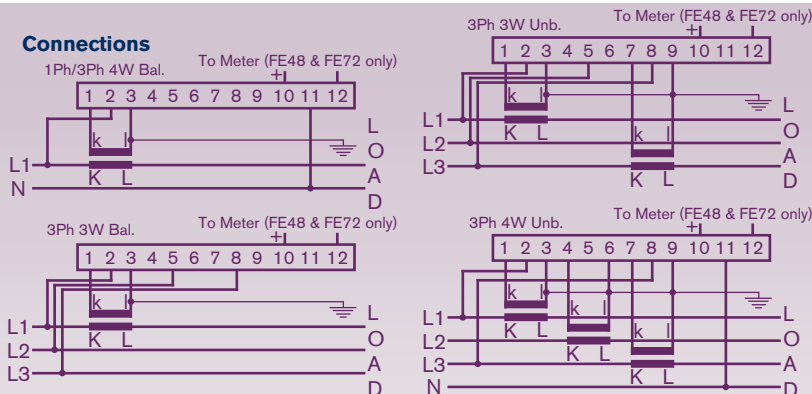 Connections
1Ph/3Ph 4W Bal.
To Meter (FE48 & FE72 only)
+
1 2 3 4 5 6 7 8 9 10 11 12
k l
K L
L1
N
L
O
A
D
3Ph 3W Unb.
To Meter (FE48 & FE72 only)
+
1 2 3 4 5 6 7 8 9 10 11 12
k l
K L
k l
K L
L1
L2
L3
L
O
A
D
3Ph 3W Bal.
To Meter (FE48 & FE72 only)
+
1 2 3 4 5 6 7 8 9 10 11 12
k l
K L
L1
L2
L3
L
O
A
D
3Ph 4W Unb.
To Meter (FE48 & FE72 only)
+
1 2 3 4 5 6 7 8 9 10 11 12
k l
K L
k l
K L
k l
K L
L1
L2
L3
N
L
O
A
D